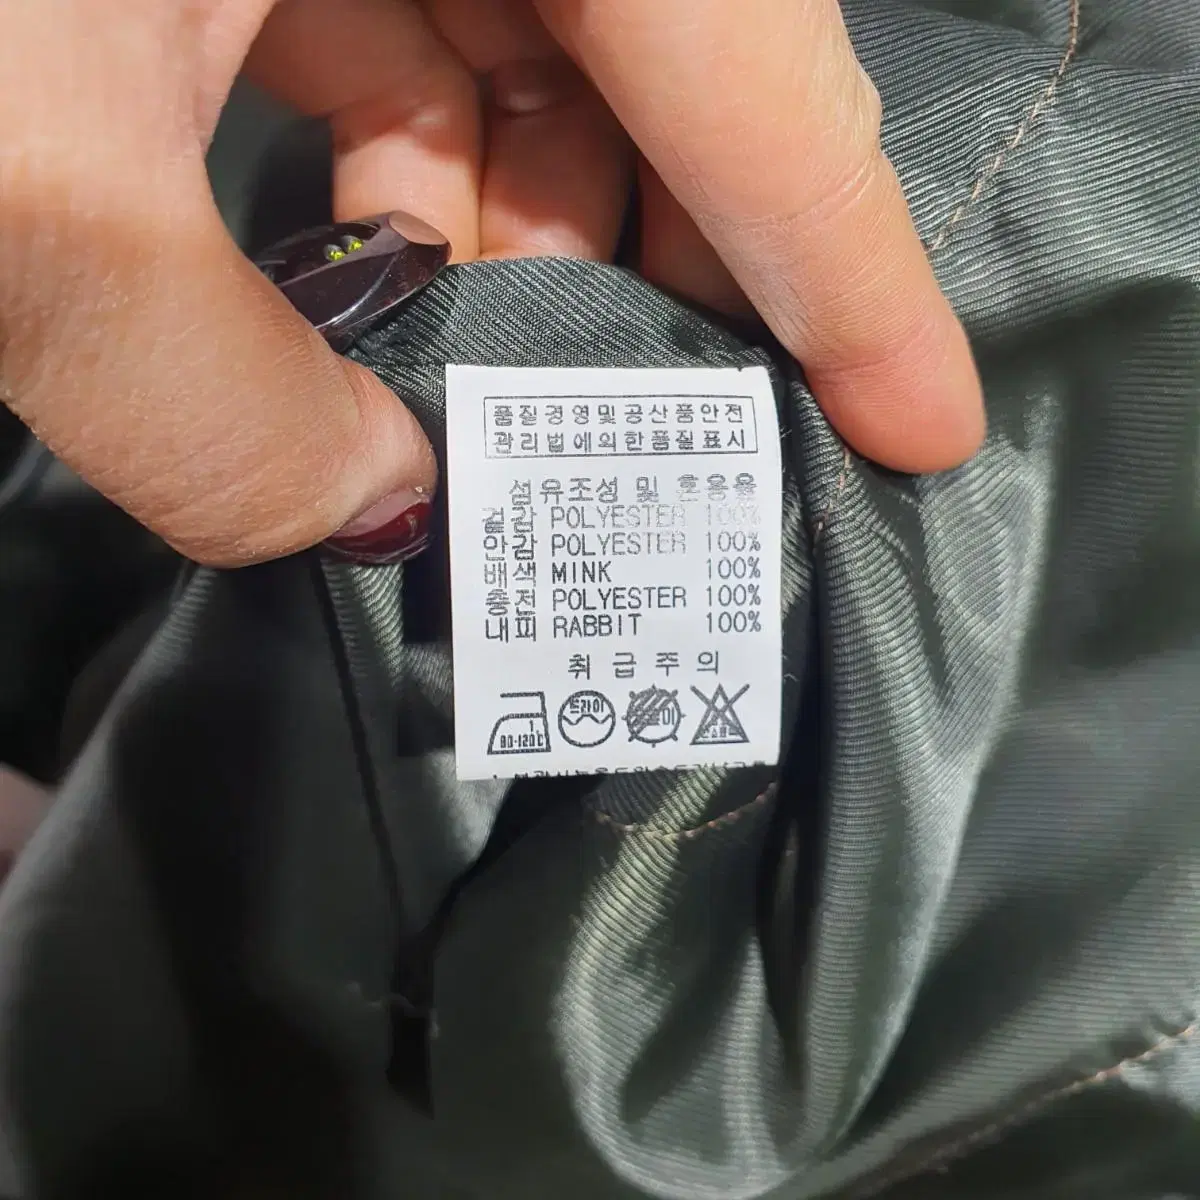 품질경영및공산품안전
관리법에의한품질표시
섬유조성 및 혼용율
겉감 POLYESTER 100%
안감 POLYESTER 100%
배색 MINK 100%
충전 POLYESTER 100%
내피 RABBIT 100%
취급주의
1.
80-120℃
드라이